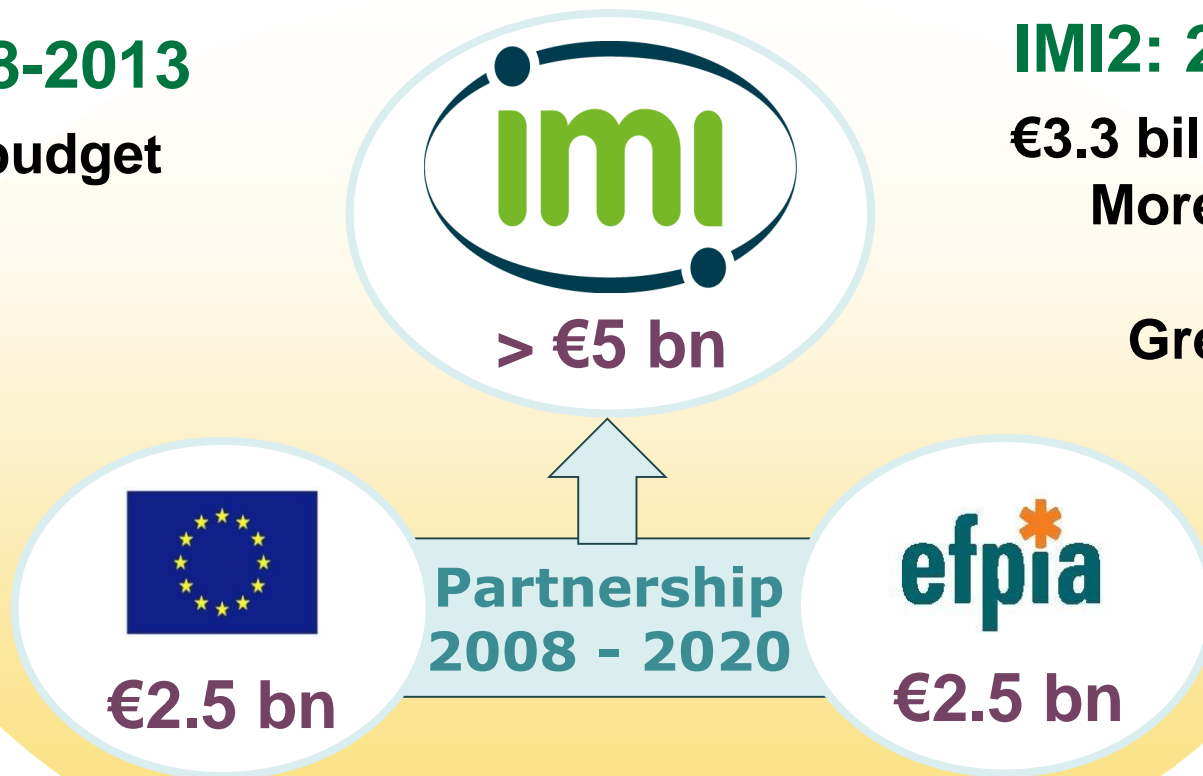 8-2013
budget
imi
> €5 bn
IMI2: 2
€3.3 bil
More
Gre
Partnership
2008 - 2020
€2.5 bn
efpia
€2.5 bn